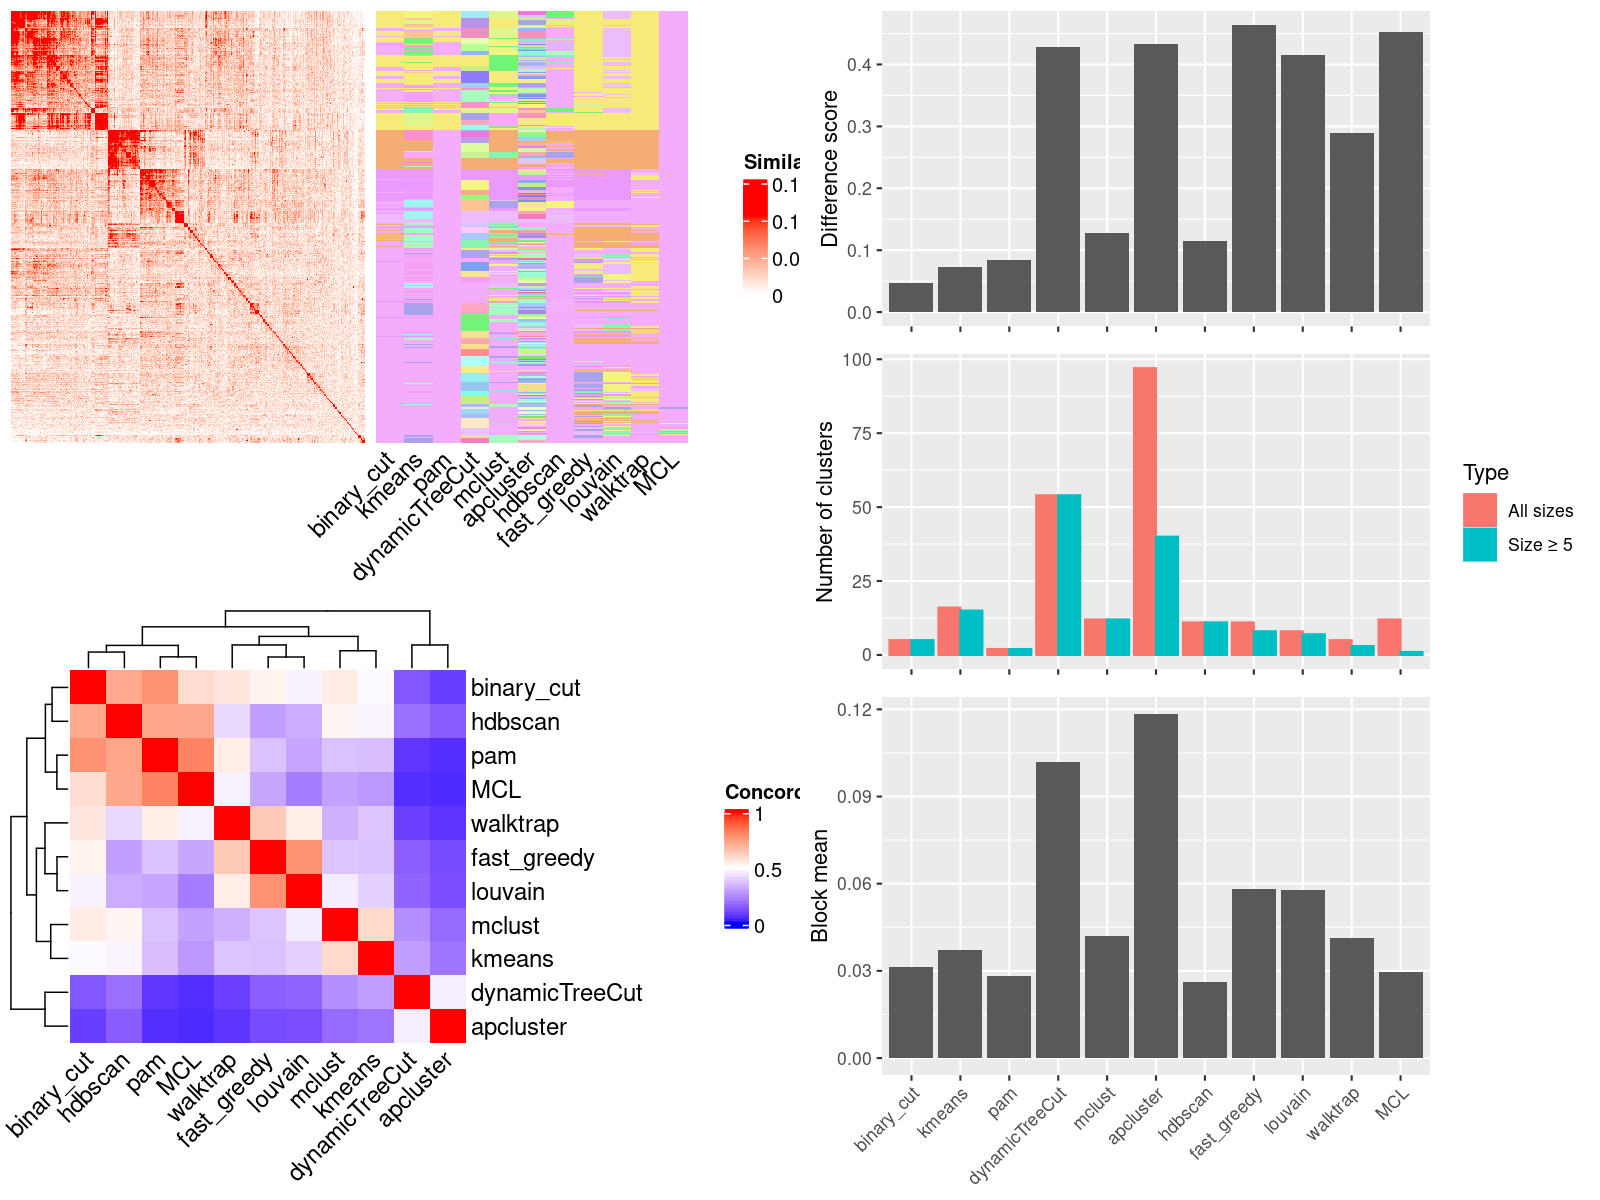 Simila
0.1
0.1
0.0
0
binary_cut
kmeans
pam
dynamicTreeCut
mclust
apcluster
hdbscan
fast_greedy
louvain
walktrap
MCL
binary_cut
hdbscan
pam
MCL
walktrap
fast_greedy
louvain
mclust
kmeans
dynamicTreeCut
apcluster
binary_cut
hdbscan
pam
MCL
walktrap
fast_greedy
louvain
mclust
kmeans
dynamicTreeCut
apcluster
Concord
1
0.5
0
Difference score
0.4
0.3
0.2
0.1
0.0
Number of clusters
100
75
50
25
0
Type
All sizes
Size ≥ 5
Block mean
0.12
0.09
0.06
0.03
0.00
binary_cut
kmeans
pam
dynamicTreeCut
mclust
apcluster
hdbscan
fast_greedy
louvain
walktrap
MCL